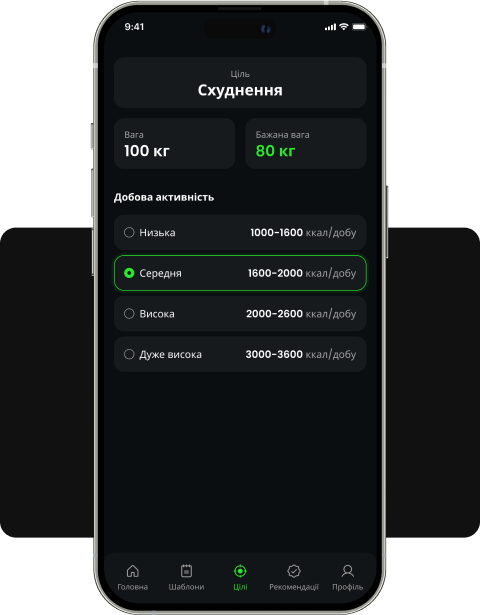 9:41
Ціль
Схуднення
Вага
100 кг
Бажана вага
80 кг
Добова активність
Низька 1000-1600 ккал/добу
Середня 1600-2000 ккал/добу
Висока 2000-2600 ккал/добу
Дуже висока 3000-3600 ккал/добу
Головна Шаблони Цілі Рекомендації Профіль